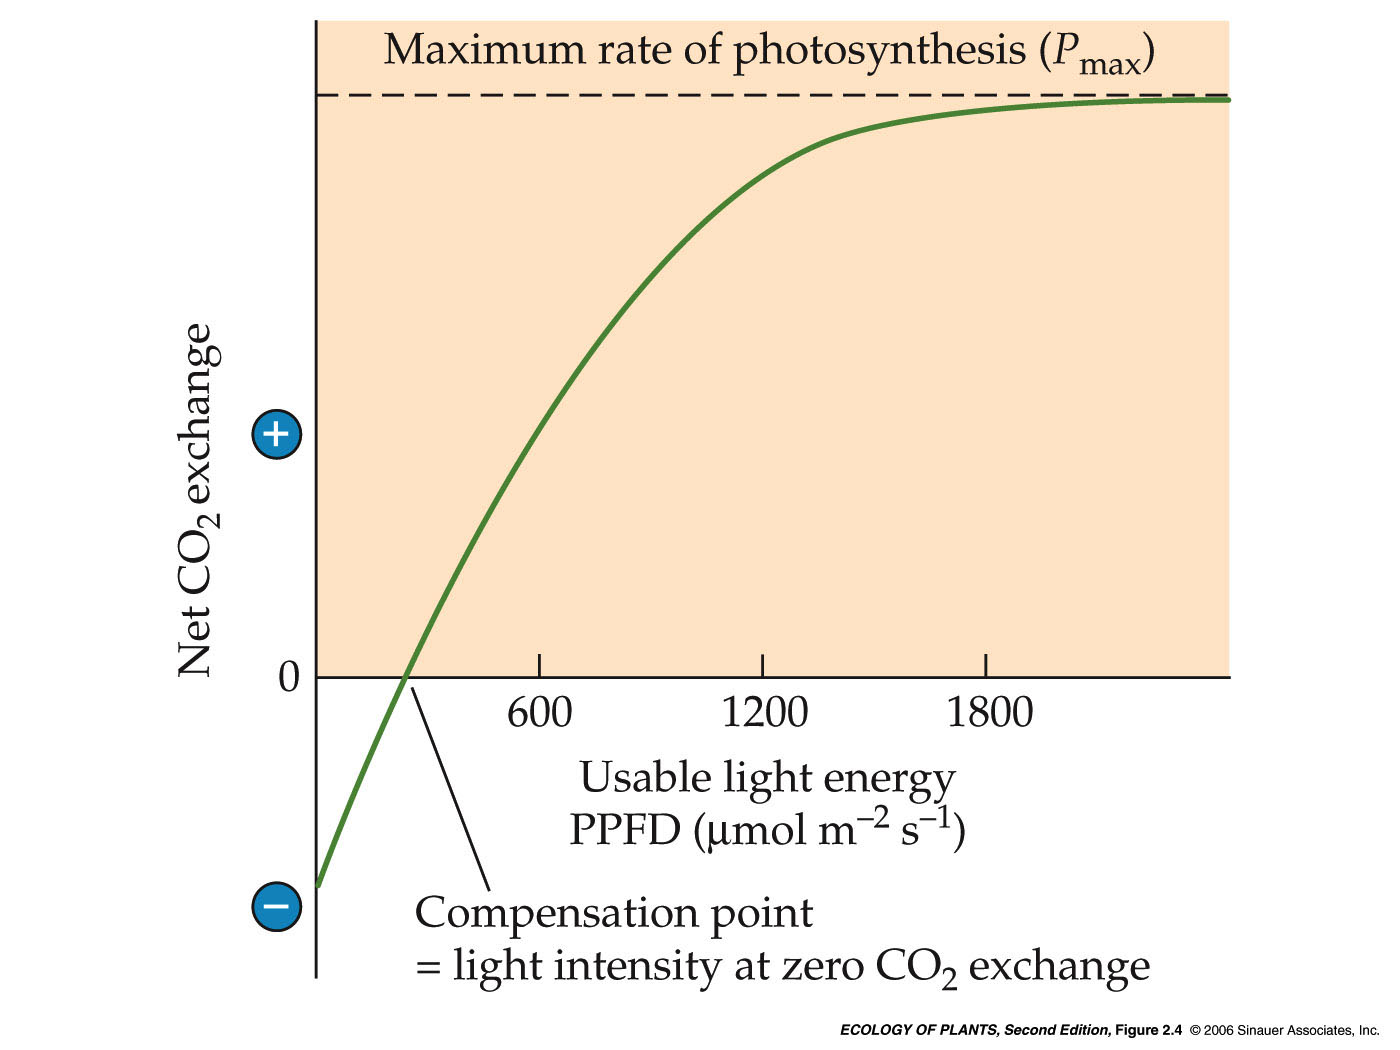 Maximum rate of photosynthesis (Pmax)
Net CO2 exchange
+
0
−
600 1200 1800
Usable light energy
PPFD (μmol m–2 s–1)
Compensation point
= light intensity at zero CO2 exchange
ECOLOGY OF PLANTS, Second Edition, Figure 2.4 © 2006 Sinauer Associates, Inc.